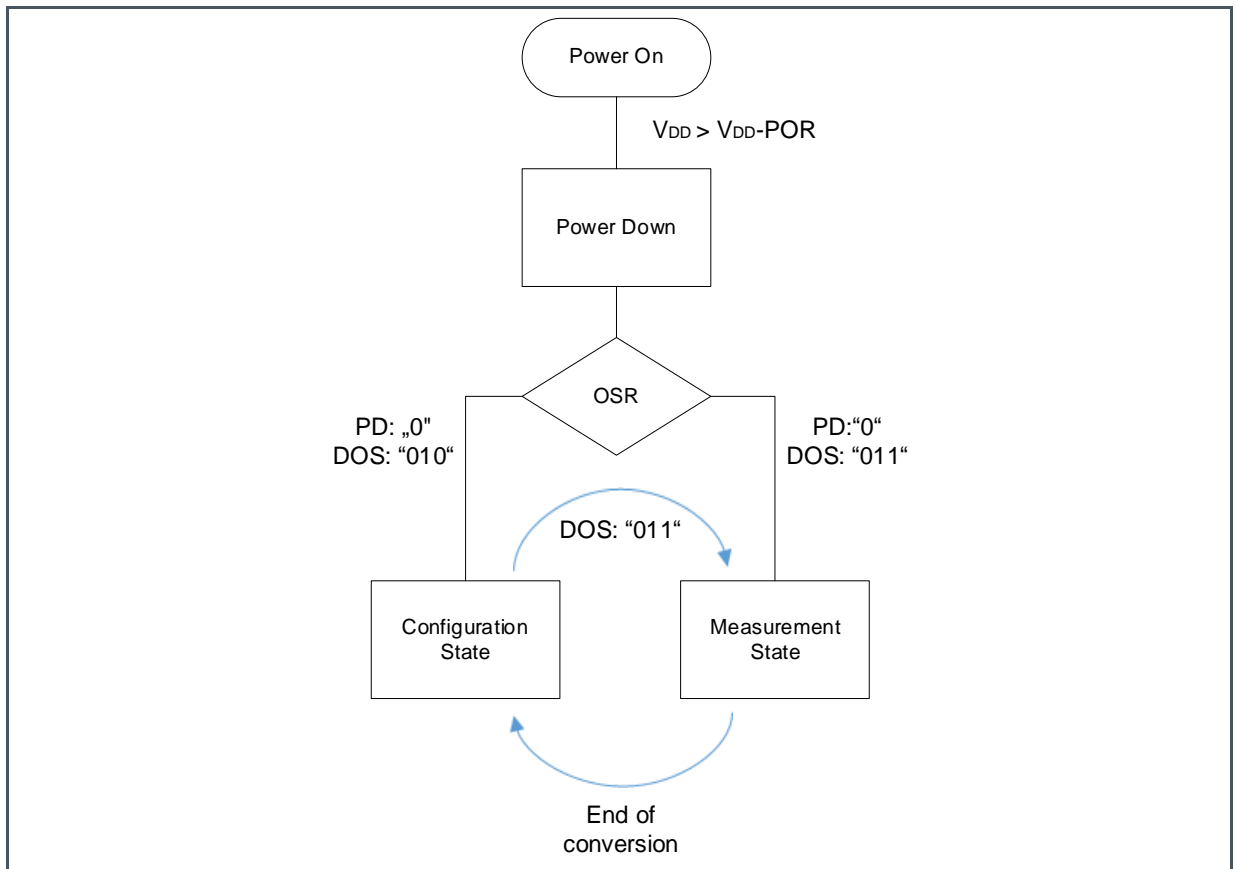 Power On
VDD > VDD-POR
Power Down
OSR
PD: „0"
DOS: “010“
PD:“0“
DOS: “011“
DOS: “011“
Configuration
State
Measurement
State
End of
conversion